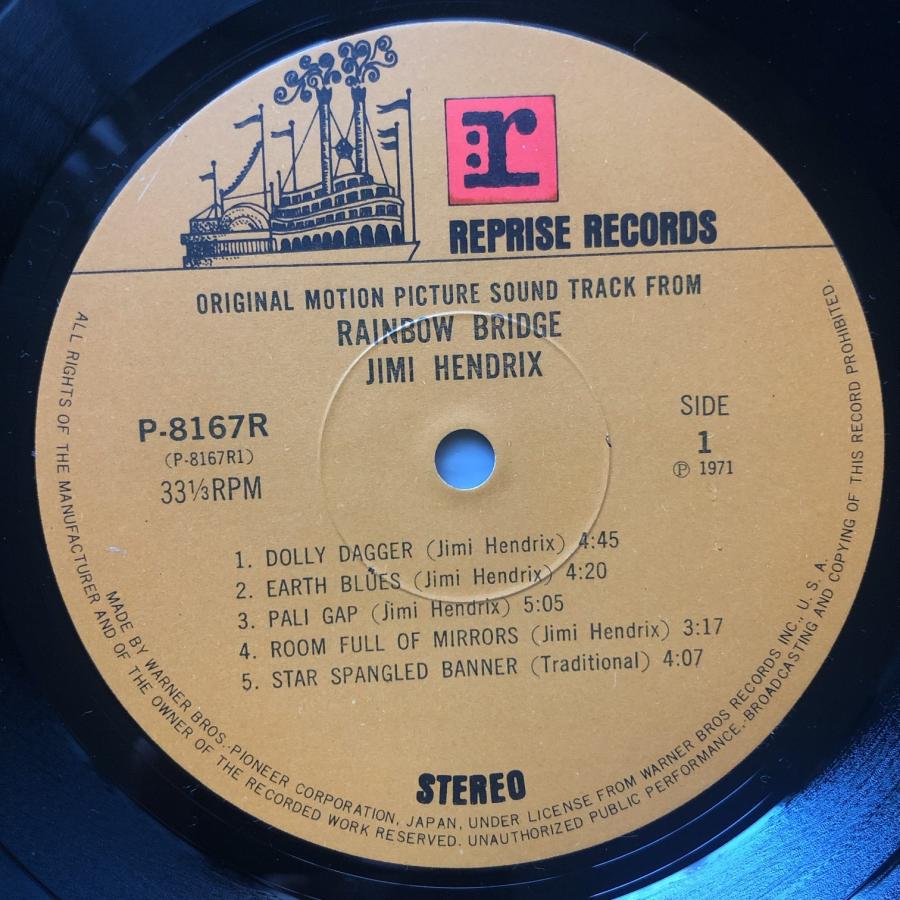 r
REPRISE RECORDS
ORIGINAL MOTION PICTURE SOUND TRACK FROM
RAINBOW BRIDGE
JIMI HENDRIX
P-8167R
(P-8167R1)
33⅓RPM
SIDE
1
℗ 1971
1. DOLLY DAGGER (Jimi Hendrix) 4:45
2. EARTH BLUES (Jimi Hendrix) 4:20
3. PALI GAP (Jimi Hendrix) 5:05
4. ROOM FULL OF MIRRORS (Jimi Hendrix) 3:17
5. STAR SPANGLED BANNER (Traditional) 4:07
STEREO
MADE BY WARNER BROS.-PIONEER CORPORATION, JAPAN, UNDER LICENSE FROM WARNER BROS RECORDS INC., U. S. A.
ALL RIGHTS OF THE MANUFACTURER AND OF THE OWNER OF THE RECORDED WORK RESERVED. UNAUTHORIZED PUBLIC PERFORMANCE, BROADCASTING AND COPYING OF THIS RECORD PROHIBITED.